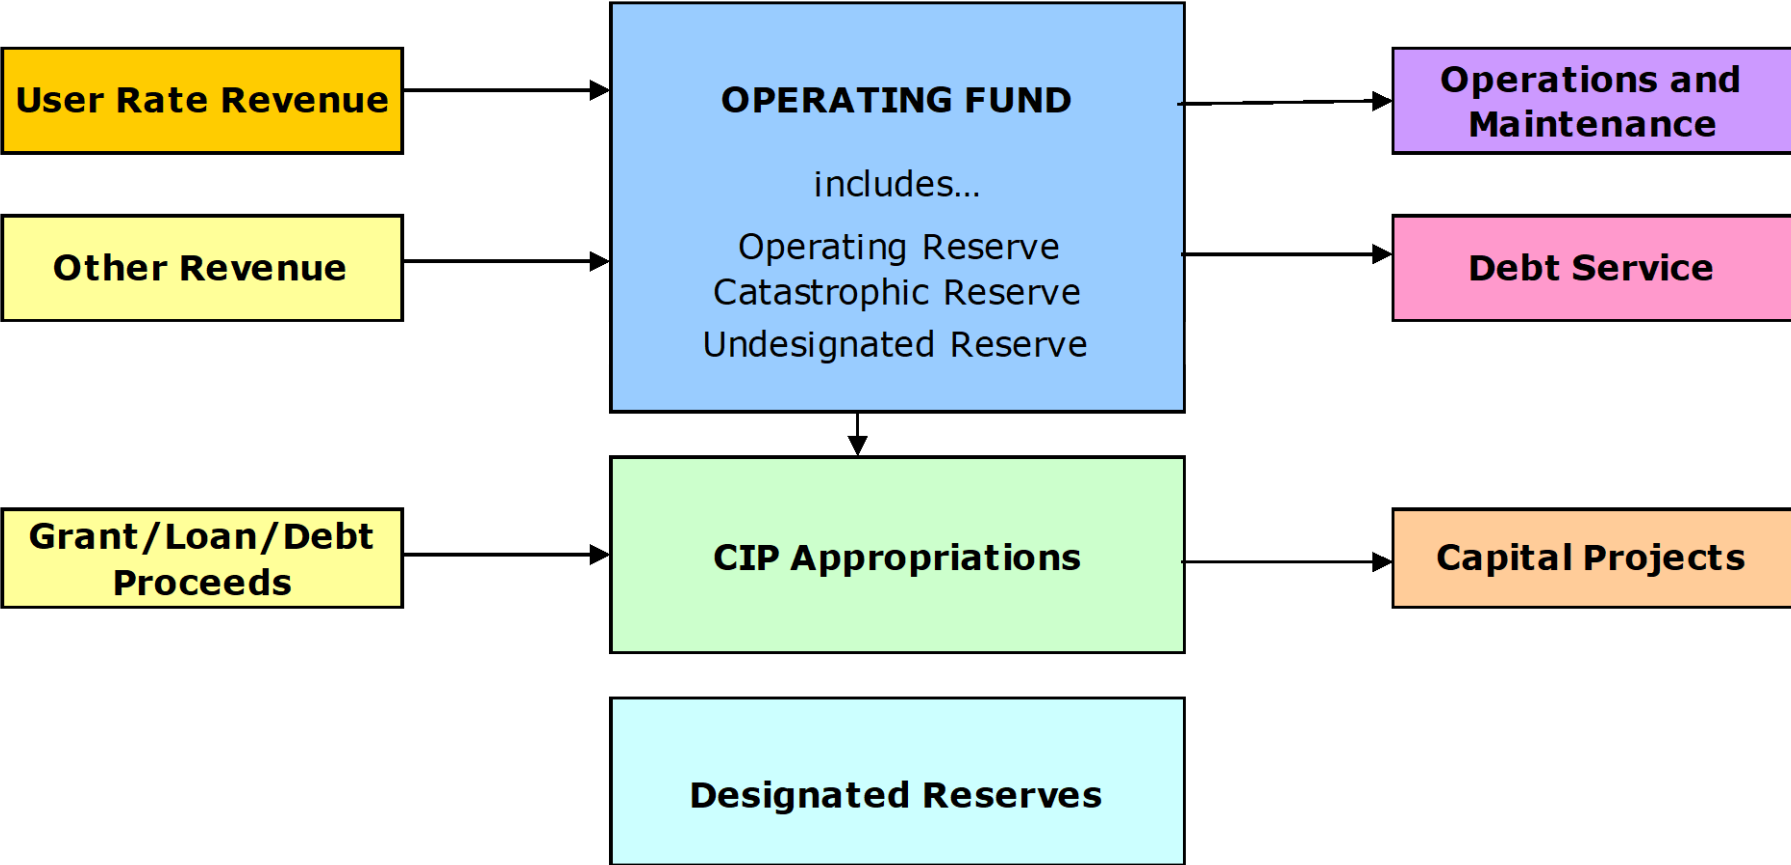 User Rate Revenue
OPERATING FUND
includes...
Operating Reserve
Catastrophic Reserve
Undesignated Reserve
Operations and
Maintenance
Other Revenue
Debt Service
Grant/Loan/Debt
Proceeds
CIP Appropriations
Capital Projects
Designated Reserves